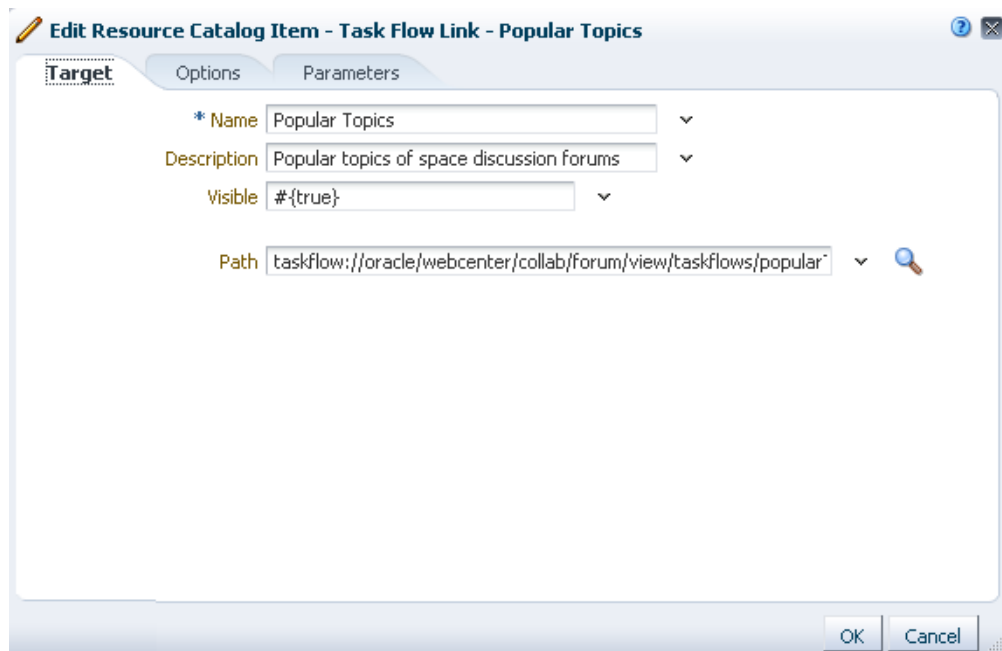 Edit Resource Catalog Item - Task Flow Link - Popular Topics
Target Options Parameters
* Name Popular Topics
Description Popular topics of space discussion forums
Visible #{true}
Path taskflow://oracle/webcenter/collab/forum/view/taskflows/popular
OK Cancel